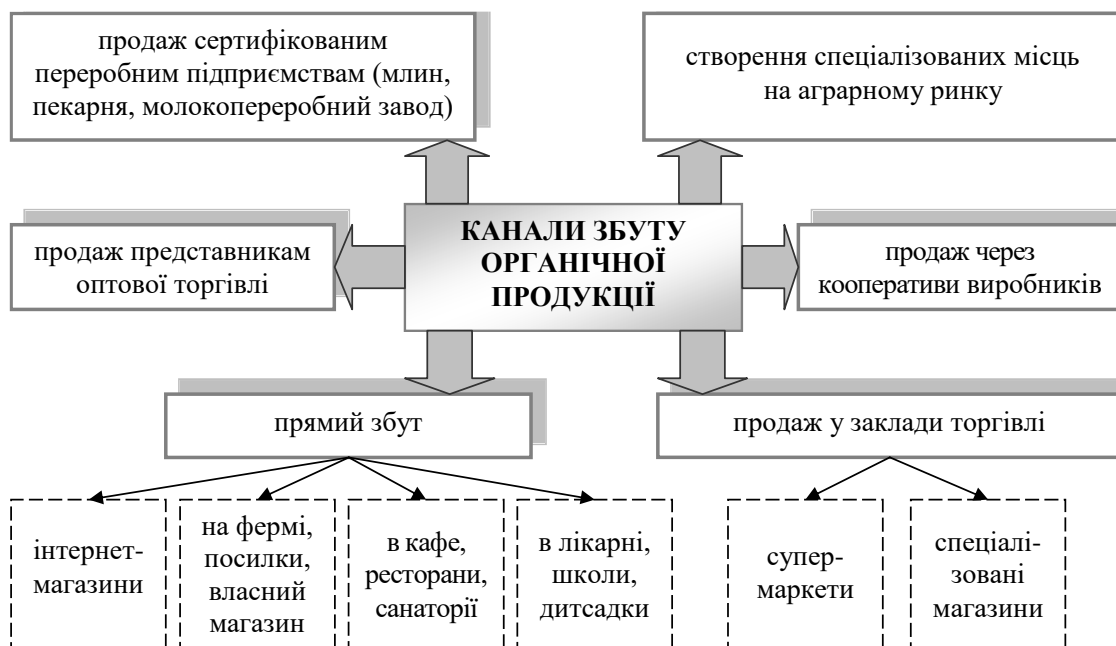 продаж сертифікованим
переробним підприємствам (млин,
пекарня, молокопереробний завод)
створення спеціалізованих місць
на аграрному ринку
продаж представникам
оптової торгівлі
КАНАЛИ ЗБУТУ
ОРГАНІЧНОЇ
ПРОДУКЦІЇ
продаж через
кооперативи виробників
прямий збут
продаж у заклади торгівлі
інтернет-
магазини
на фермі,
посилки,
власний
магазин
в кафе,
ресторани,
санаторії
в лікарні,
школи,
дитсадки
супер-
маркети
спеціалі-
зовані
магазини